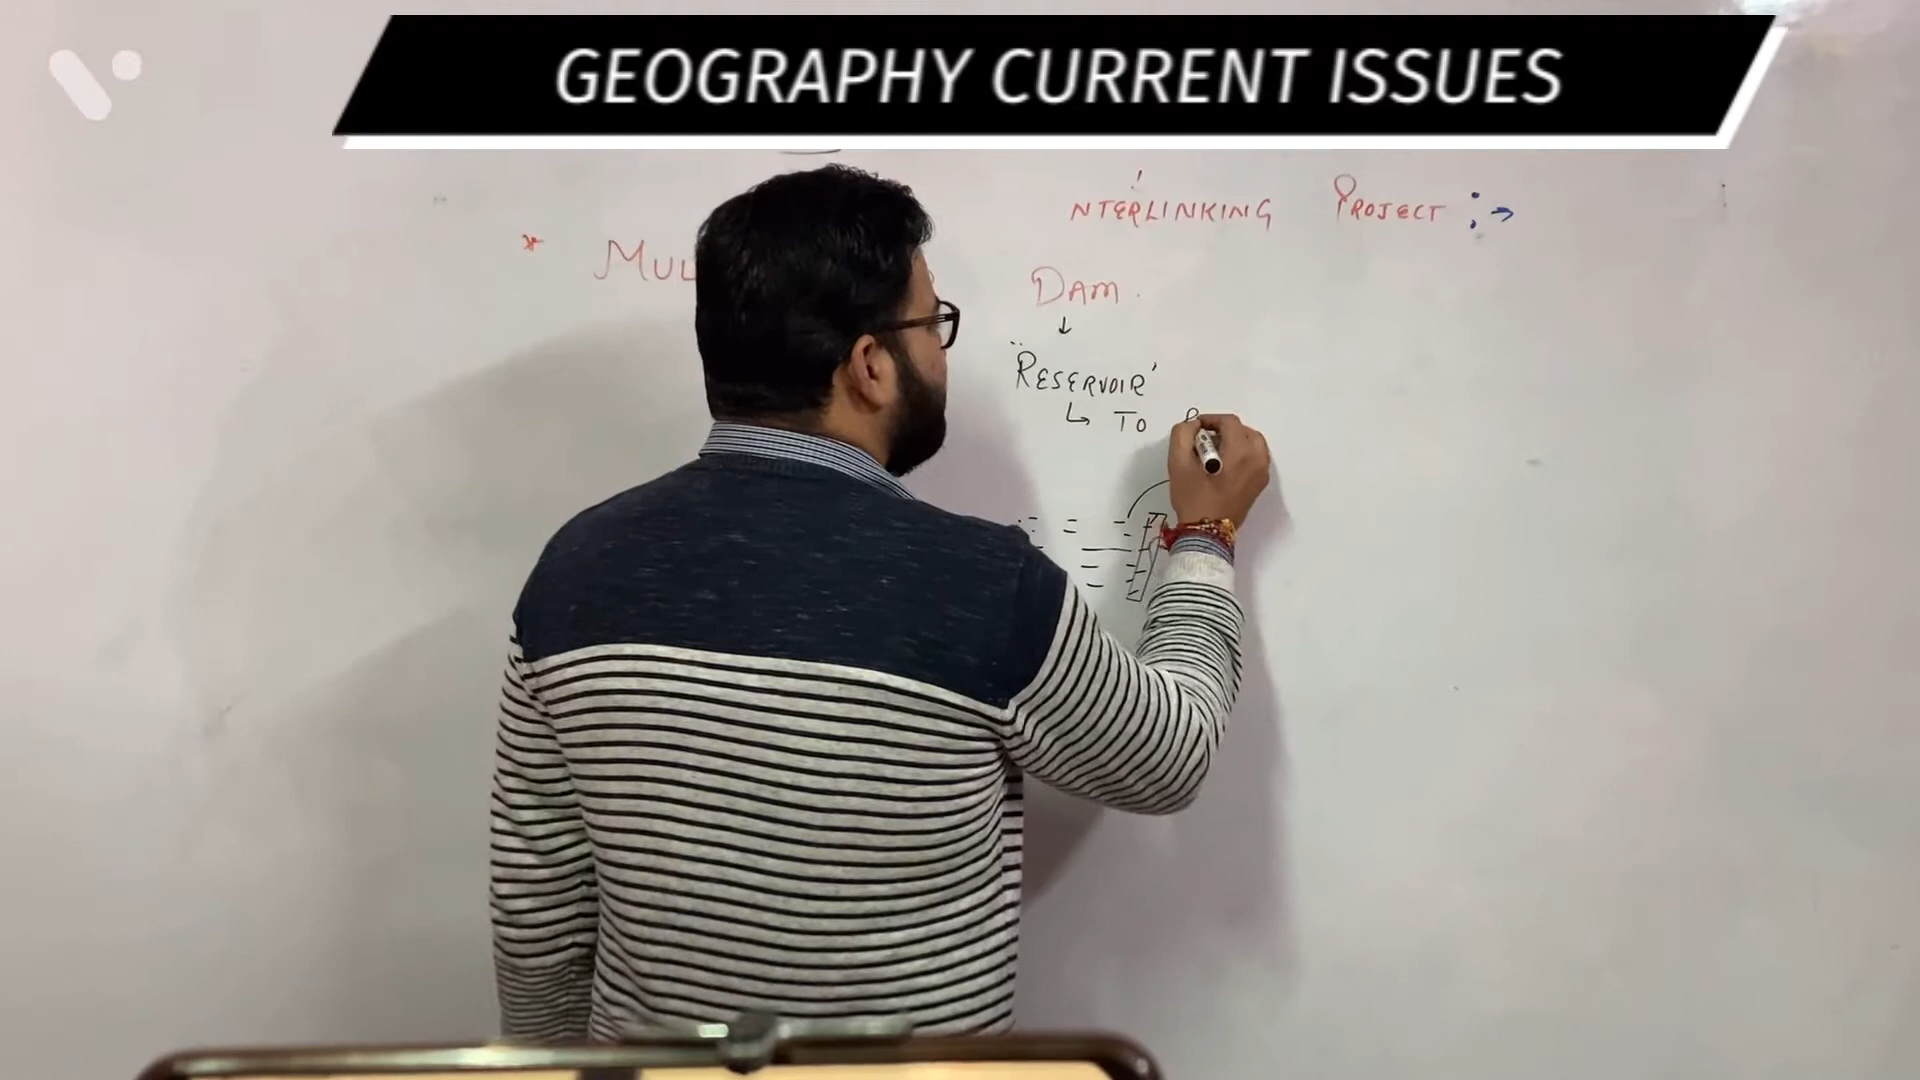 GEOGRAPHY CURRENT ISSUES
NTERLINKING PROJECT :→
* MUL
DAM.
↓
"RESERVOIR'
↳ TO